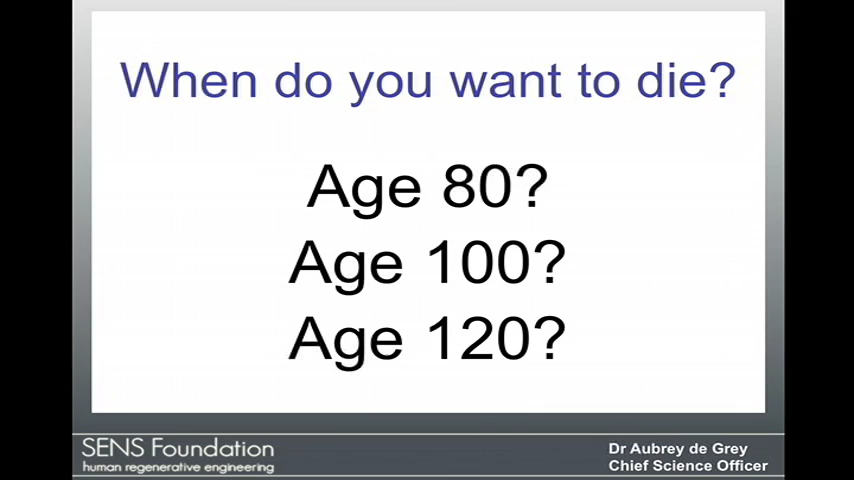 When do you want to die?
Age 80?
Age 100?
Age 120?
SENS Foundation
human regenerative engineering
Dr Aubrey de Grey
Chief Science Officer